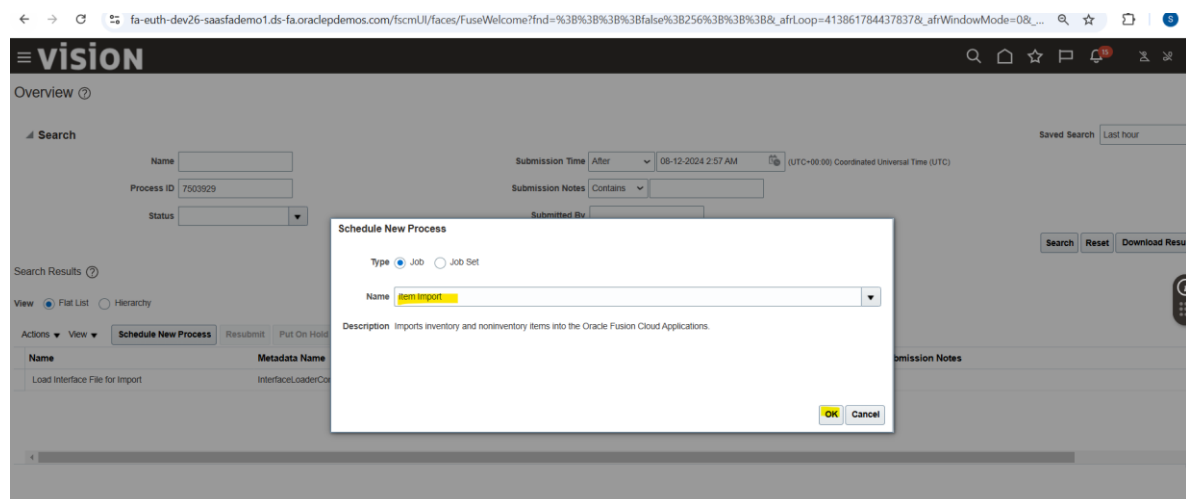 fa-euth-dev26-saasfademo1.ds-fa.oraclepdemos.com/fscmUI/faces/FuseWelcome?fnd=%3B%3B%3B%3Bfalse%3B256%3B%3B%3B&_afrLoop=413861784437837&_afrWindowMode=0&_... S
vision 15
Overview
Search Saved Search Last hour
Name Submission Time After 08-12-2024 2:57 AM (UTC+00:00) Coordinated Universal Time (UTC)
Process ID 7503929 Submission Notes Contains
Status Submitted By
Schedule New Process
Search Reset Download Resu
Type Job Job Set
Search Results
Name Item Import
View Flat List Hierarchy
Description Imports inventory and noninventory items into the Oracle Fusion Cloud Applications.
Actions View Schedule New Process Resubmit Put On Hold
Name Metadata Name bmission Notes
Load Interface File for Import InterfaceLoaderCo
OK Cancel